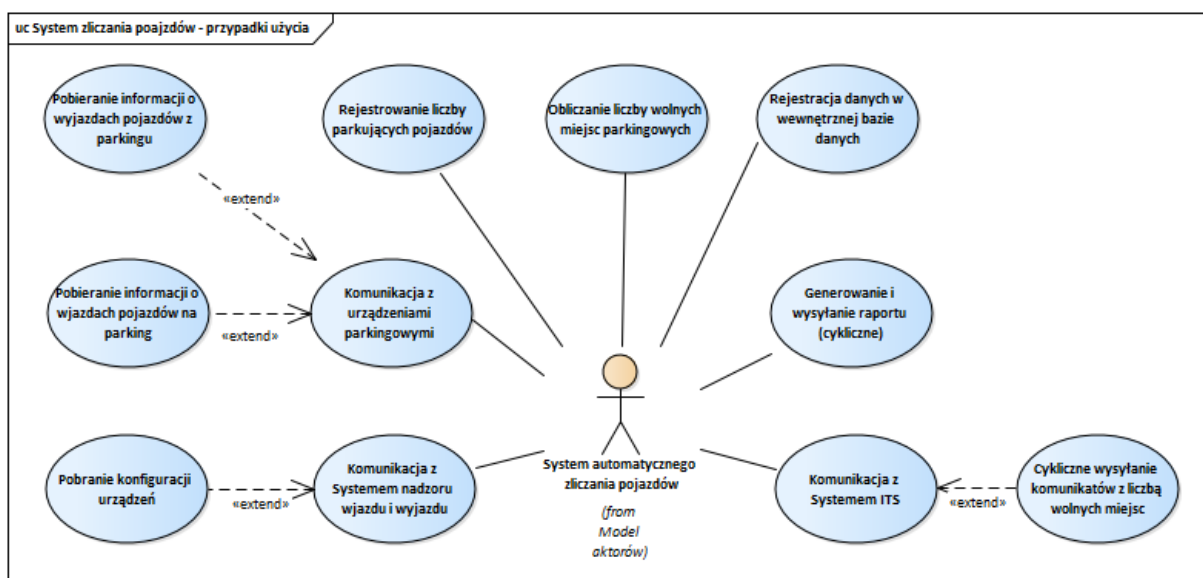 uc System zliczania poajzdów - przypadki użycia
Pobieranie informacji o
wyjazdach pojazdów z
parkingu
Rejestrowanie liczby
parkujących pojazdów
Obliczanie liczby wolnych
miejsc parkingowych
Rejestracja danych w
wewnętrznej bazie
danych
«extend»
Pobieranie informacji o
wjazdach pojazdów na
parking
«extend»
Komunikacja z
urządzeniami
parkingowymi
Generowanie i
wysyłanie raportu
(cykliczne)
Pobranie konfiguracji
urządzeń
«extend»
Komunikacja z
Systemem nadzoru
wjazdu i wyjazdu
System automatycznego
zliczania pojazdów
(from
Model
aktorów)
Komunikacja z
Systemem ITS
«extend»
Cykliczne wysyłanie
komunikatów z liczbą
wolnych miejsc